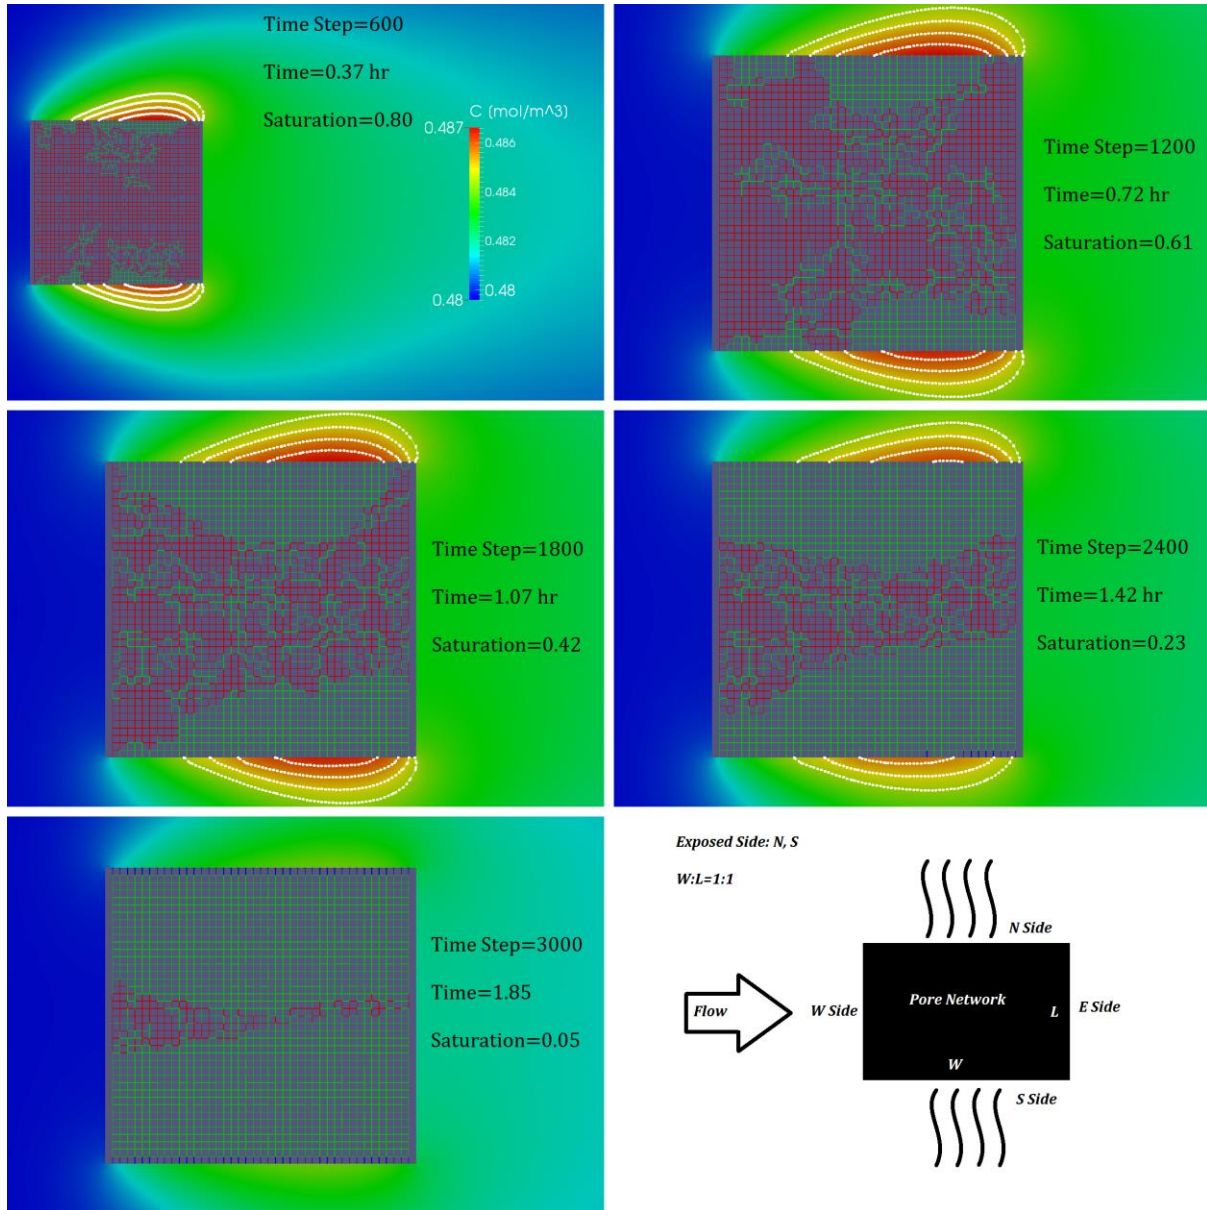 Time Step=600
Time=0.37 hr
Saturation=0.80
C (mol/m^3)
0.487
0.486
0.484
0.482
0.48
0.48
Time Step=1200
Time=0.72 hr
Saturation=0.61
Time Step=1800
Time=1.07 hr
Saturation=0.42
Time Step=2400
Time=1.42 hr
Saturation=0.23
Time Step=3000
Time=1.85
Saturation=0.05
Exposed Side: N, S
W:L=1:1
N Side
Flow
W Side
Pore Network
L
E Side
W
S Side